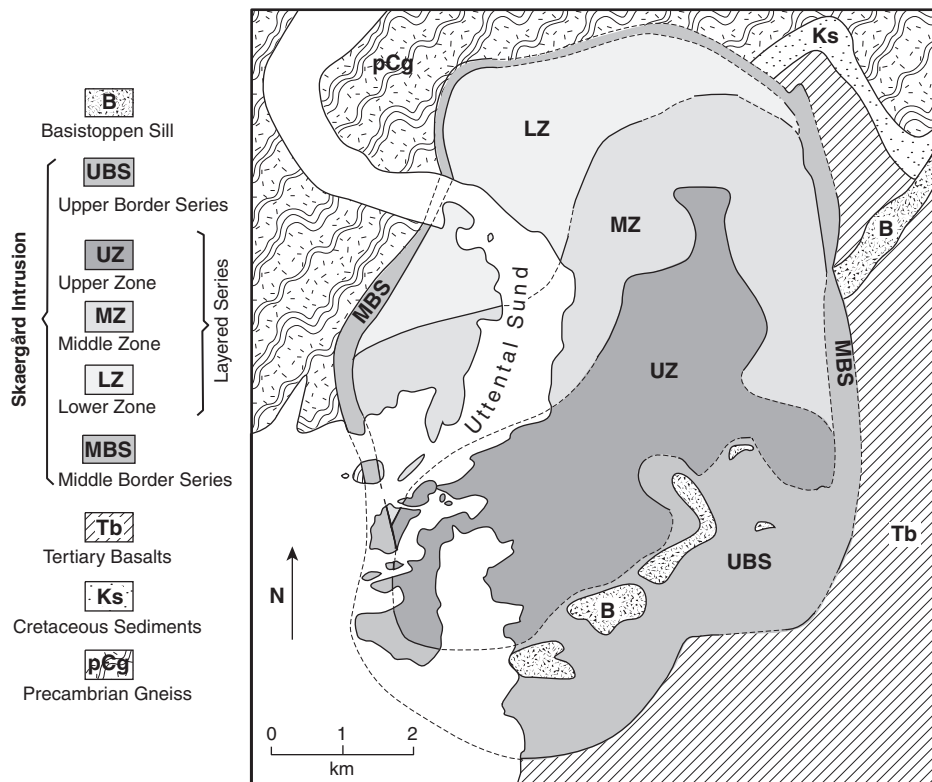 B
Basistoppen Sill
Skaergård Intrusion
UBS
Upper Border Series
Layered Series
UZ
Upper Zone
MZ
Middle Zone
LZ
Lower Zone
MBS
Middle Border Series
Tb
Tertiary Basalts
Ks
Cretaceous Sediments
pCg
Precambrian Gneiss
pCg
Ks
LZ
MZ
B
MBS
Uttental Sund
UZ
MBS
Tb
UBS
B
N
0 1 2
km